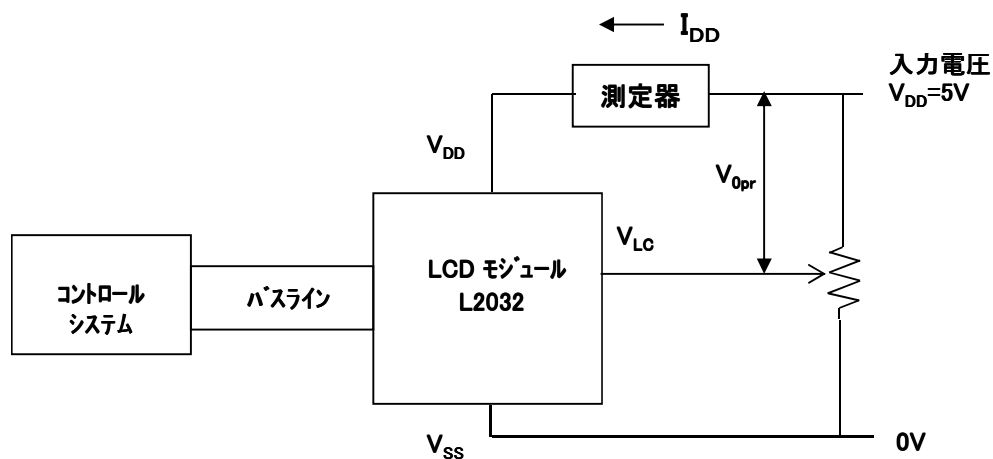 I_DD
入力電圧
V_DD=5V
測定器
V_DD
V_0pr
V_LC
LCD モジュール
L2032
コントロール
システム
バスライン
V_SS
0V